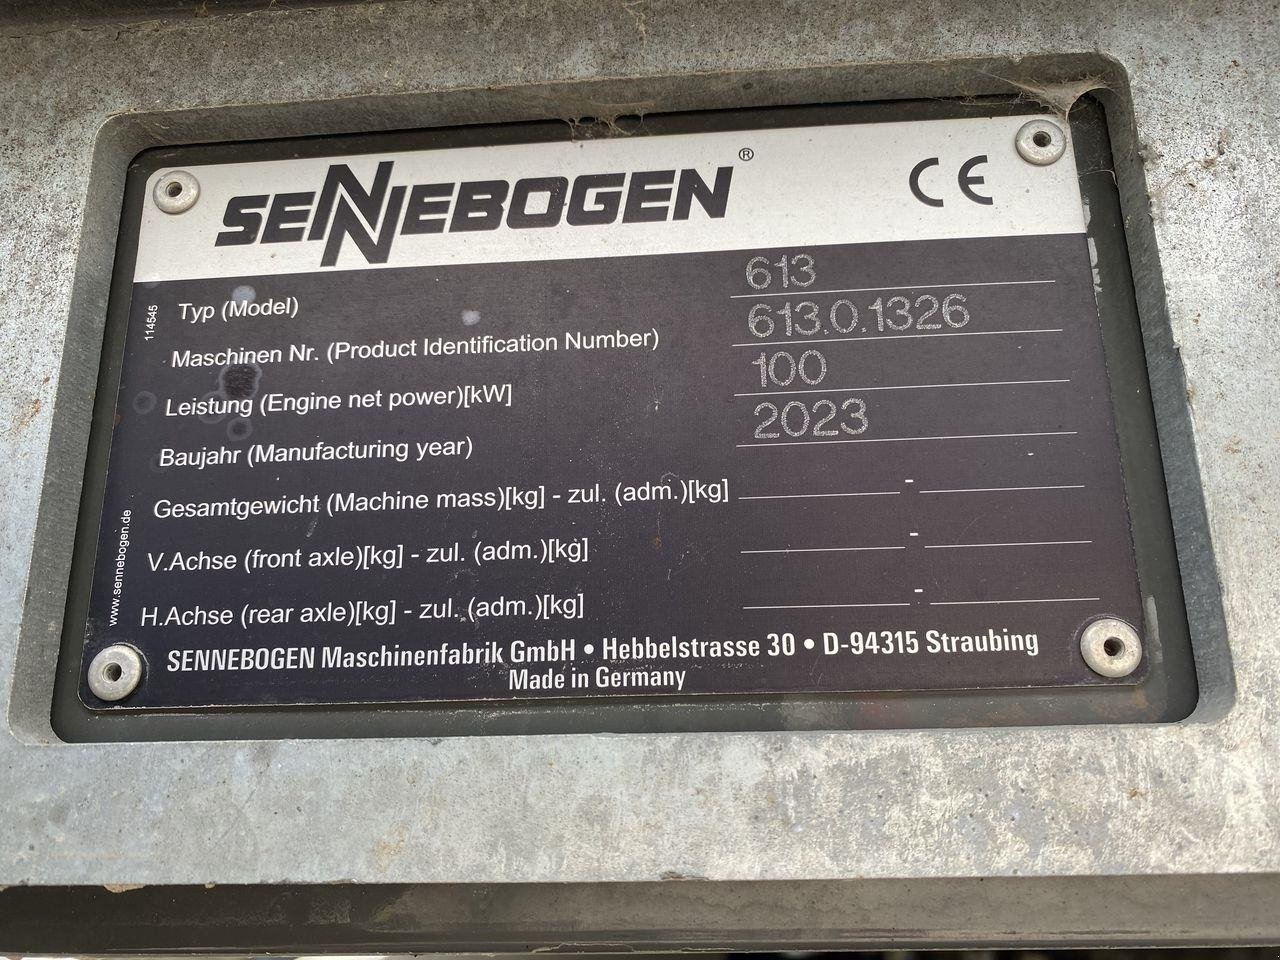 SENNEBOGEN ® CE
Typ (Model) 613
Maschinen Nr. (Product Identification Number) 613.0.1326
Leistung (Engine net power)[kW] 100
Baujahr (Manufacturing year) 2023
Gesamtgewicht (Machine mass)[kg] - zul. (adm.)[kg] -
V.Achse (front axle)[kg] - zul. (adm.)[kg] -
H.Achse (rear axle)[kg] - zul. (adm.)[kg] -
SENNEBOGEN Maschinenfabrik GmbH • Hebbelstrasse 30 • D-94315 Straubing
Made in Germany
114545
www.sennebogen.de